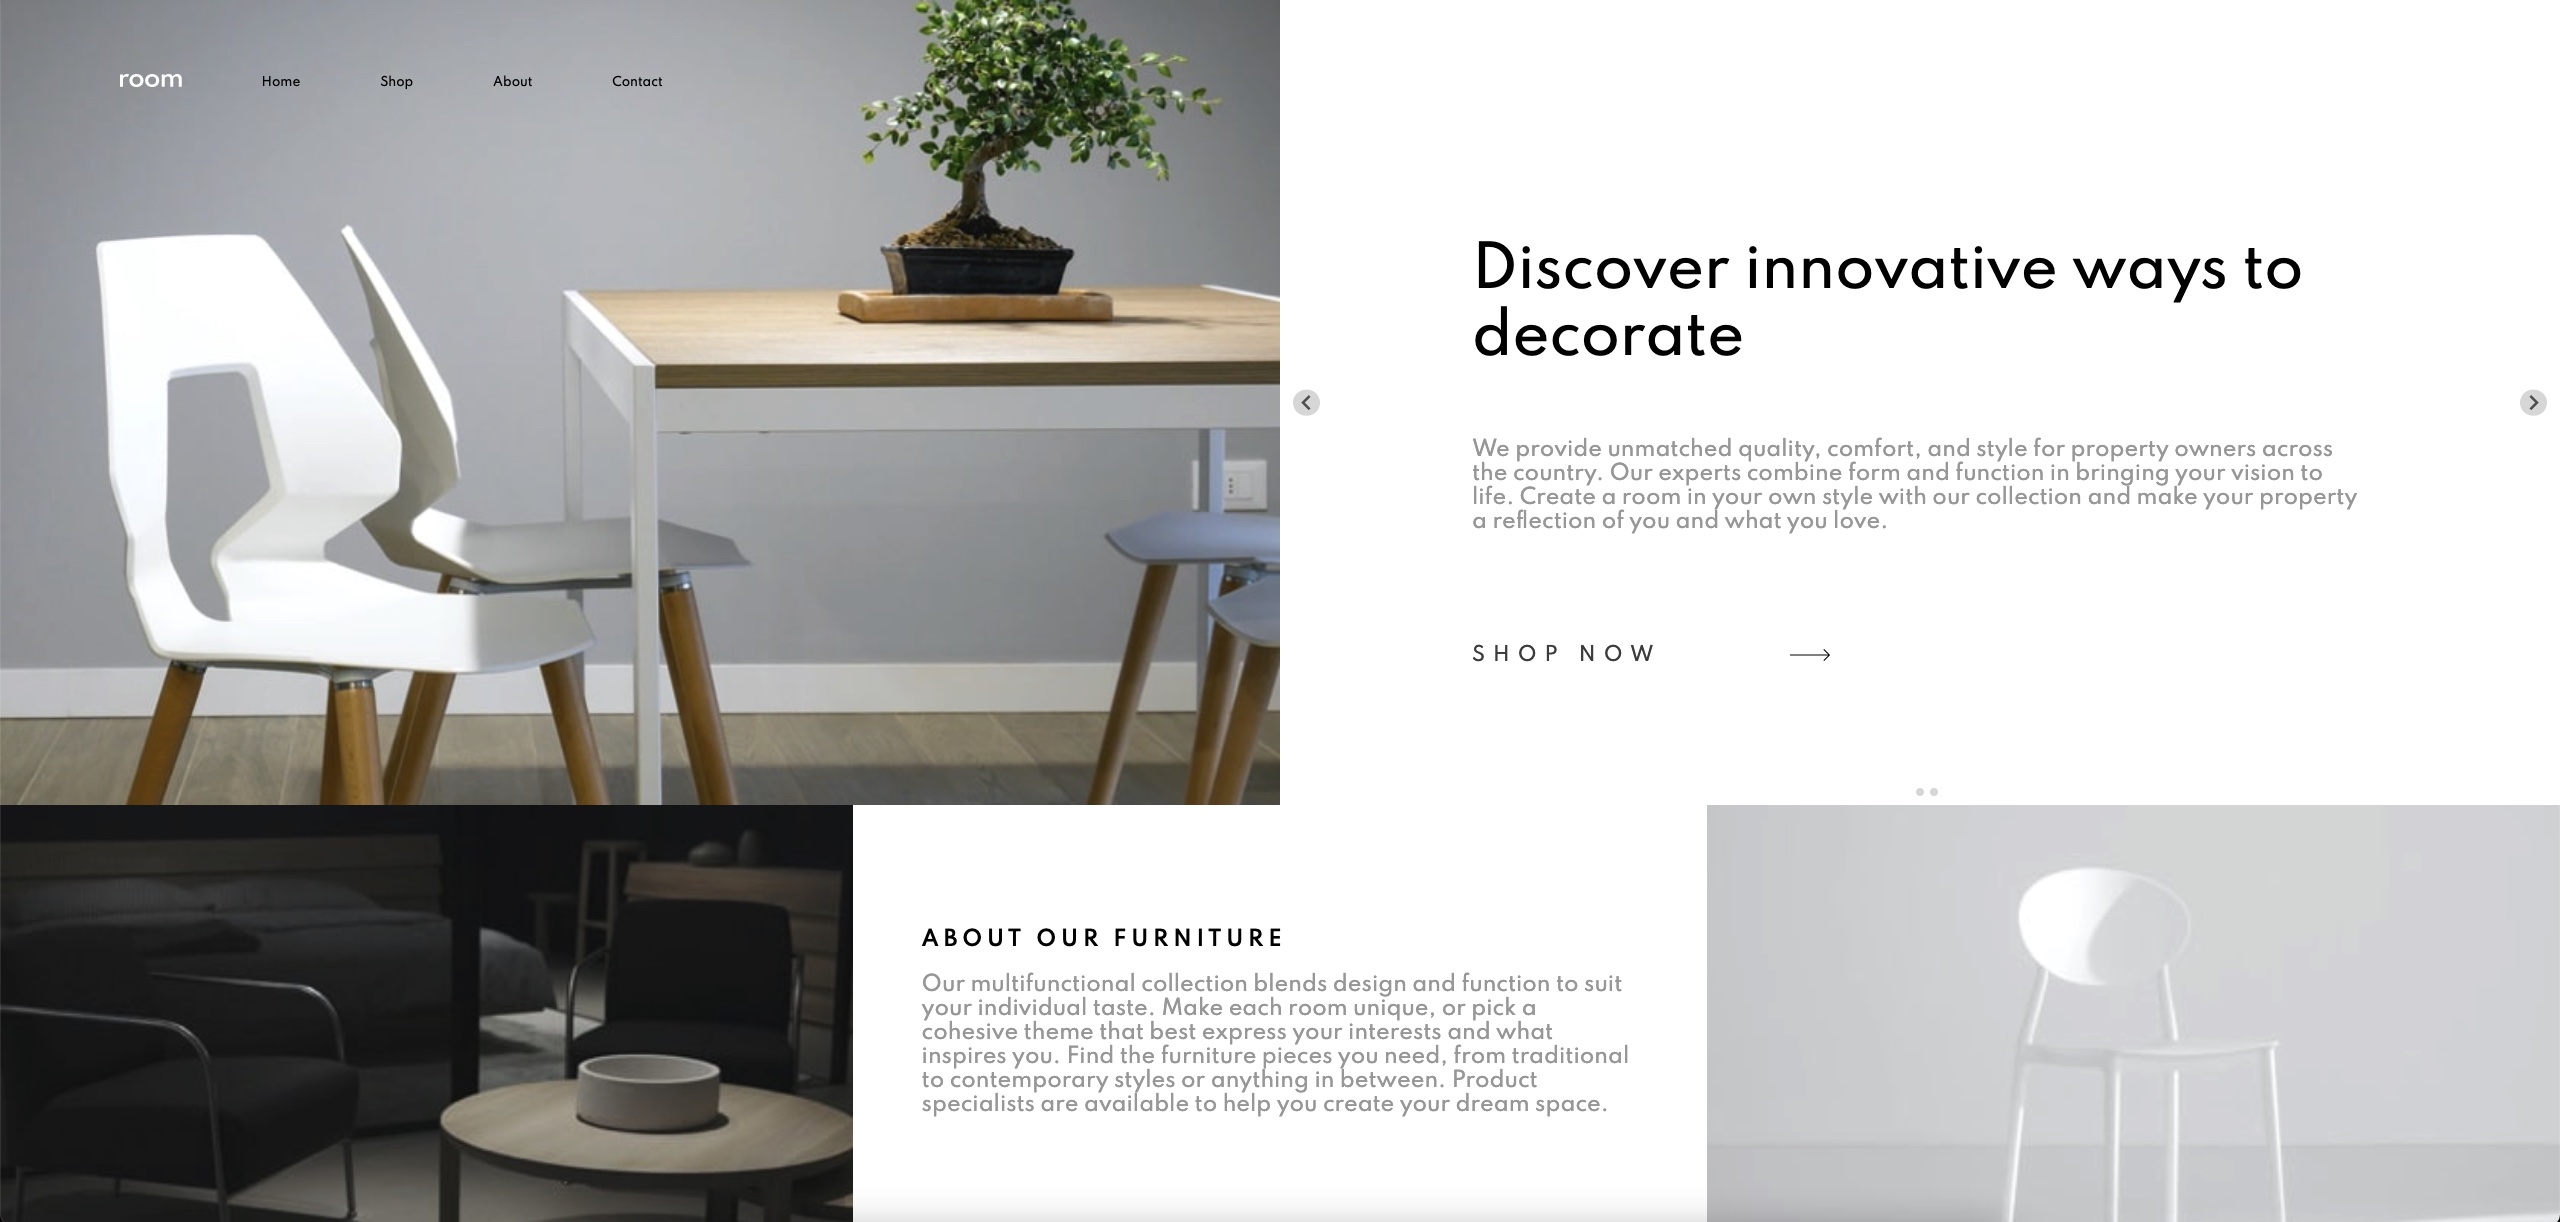 room
Home
Shop
About
Contact
Discover innovative ways to
decorate
We provide unmatched quality, comfort, and style for property owners across
the country. Our experts combine form and function in bringing your vision to
life. Create a room in your own style with our collection and make your property
a reflection of you and what you love.
SHOP NOW
ABOUT OUR FURNITURE
Our multifunctional collection blends design and function to suit
your individual taste. Make each room unique, or pick a
cohesive theme that best express your interests and what
inspires you. Find the furniture pieces you need, from traditional
to contemporary styles or anything in between. Product
specialists are available to help you create your dream space.